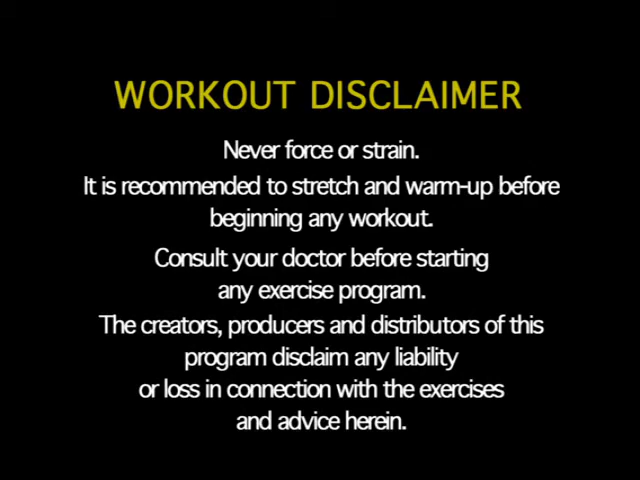 WORKOUT DISCLAIMER
Never force or strain.
It is recommended to stretch and warm-up before
beginning any workout.
Consult your doctor before starting
any exercise program.
The creators, producers and distributors of this
program disclaim any liability
or loss in connection with the exercises
and advice herein.